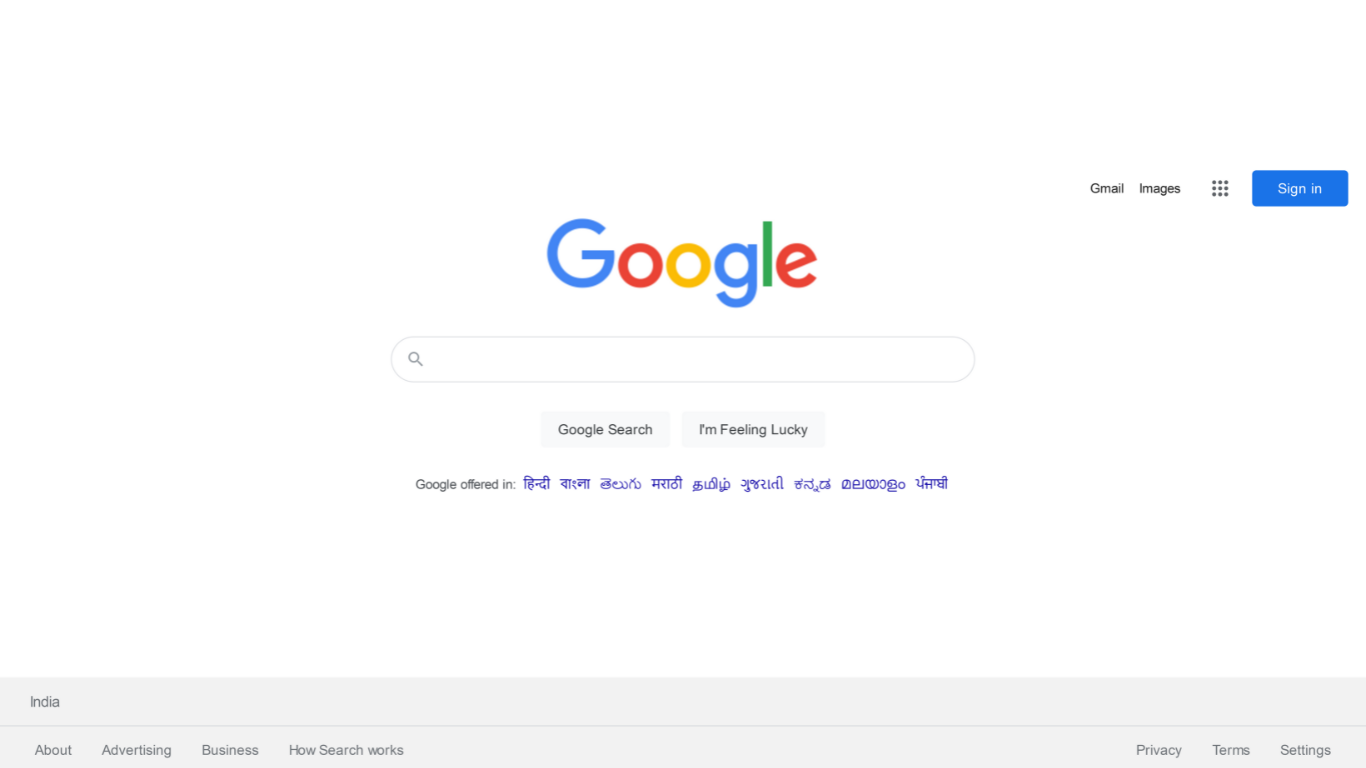 Gmail Images Sign in
Google
Google Search I'm Feeling Lucky
Google offered in: हिन्दी বাংলা తెలుగు मराठी தமிழ் ગુજરાતી ಕನ್ನಡ മലയാളം ਪੰਜਾਬੀ
India
About Advertising Business How Search works Privacy Terms Settings